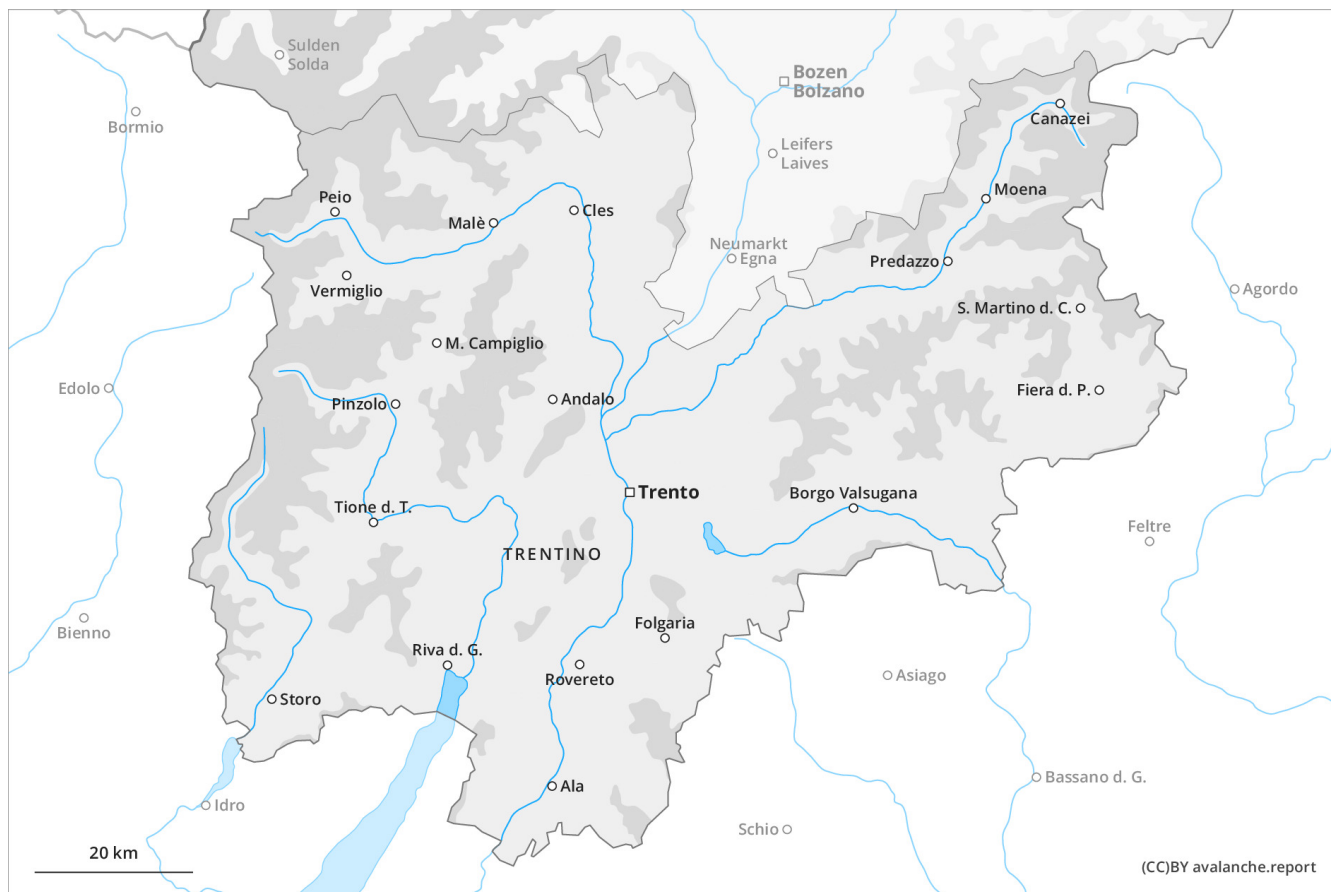 Sulden
Solda
Bozen
Bolzano
Bormio
Canazei
Leifers
Laives
Peio
Moena
Malè
Cles
Neumarkt
Egna
Predazzo
Vermiglio
Agordo
S. Martino d. C.
M. Campiglio
Edolo
Fiera d. P.
Pinzolo
Andalo
Trento
Borgo Valsugana
Tione d. T.
Feltre
TRENTINO
Bienno
Folgaria
Riva d. G.
Rovereto
Asiago
Storo
Bassano d. G.
Ala
Idro
Schio
20 km
(CC)BY avalanche.report